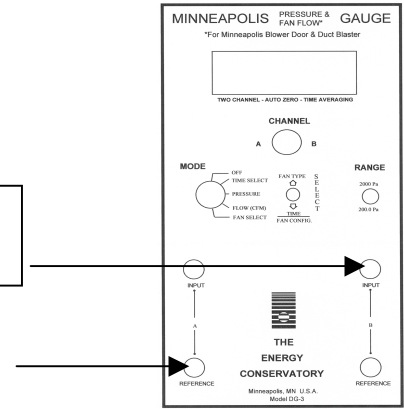 MINNEAPOLIS PRESSURE & FAN FLOW* GAUGE
*For Minneapolis Blower Door & Duct Blaster
TWO CHANNEL - AUTO ZERO - TIME AVERAGING
CHANNEL
A B
MODE
OFF
TIME SELECT
PRESSURE
FLOW (CTM)
FAN SELECT
FAN TYPE
SELECT
TIME
FAN CONFIG.
RANGE
2000 Pa
200.0 Pa
INPUT
INPUT
A
B
REFERENCE
REFERENCE
THE
ENERGY
CONSERVATORY
Minneapolis, MN U.S.A.
Model DG-3